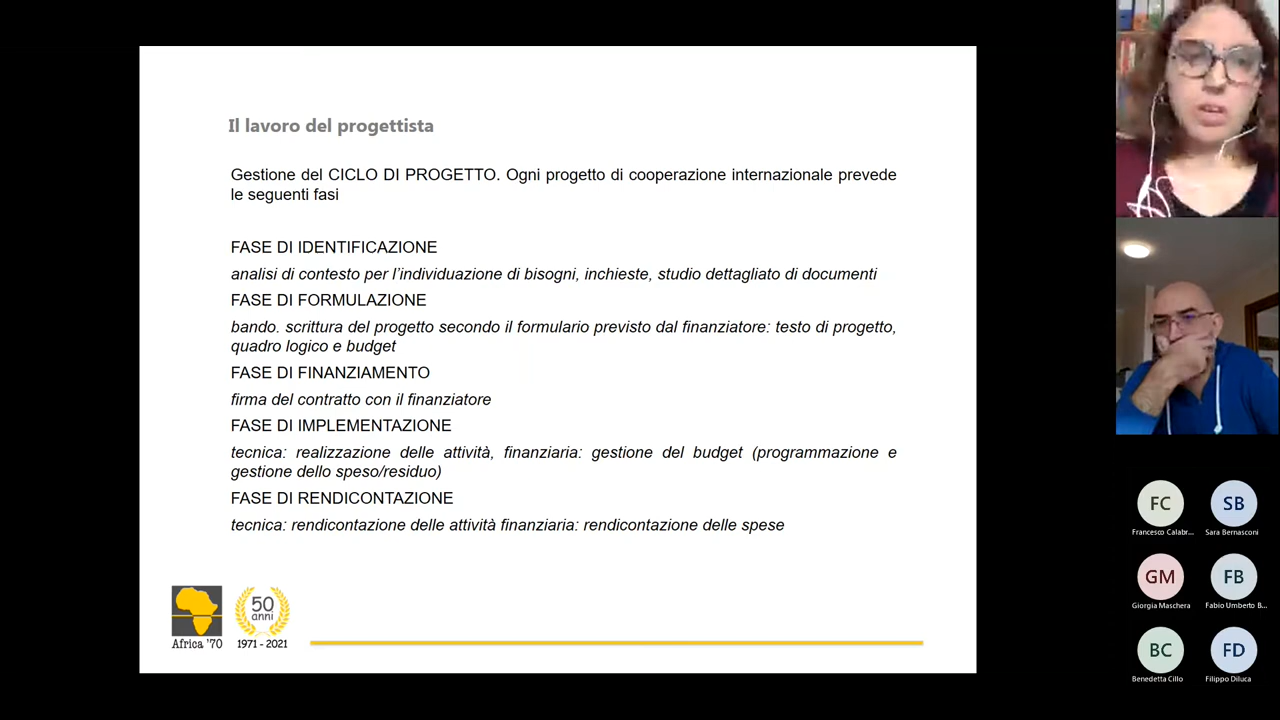 Il lavoro del progettista
Gestione del CICLO DI PROGETTO. Ogni progetto di cooperazione internazionale prevede
le seguenti fasi
FASE DI IDENTIFICAZIONE
analisi di contesto per l’individuazione di bisogni, inchieste, studio dettagliato di documenti
FASE DI FORMULAZIONE
bando. scrittura del progetto secondo il formulario previsto dal finanziatore: testo di progetto,
quadro logico e budget
FASE DI FINANZIAMENTO
firma del contratto con il finanziatore
FASE DI IMPLEMENTAZIONE
tecnica: realizzazione delle attività, finanziaria: gestione del budget (programmazione e
gestione dello speso/residuo)
FASE DI RENDICONTAZIONE
tecnica: rendicontazione delle attività finanziaria: rendicontazione delle spese
Africa '70
50
anni
1971 - 2021
FC
SB
Francesco Calabr...
Sara Bernasconi
GM
FB
Giorgia Maschera
Fabio Umberto B...
BC
FD
Benedetta Cillo
Filippo Diluca